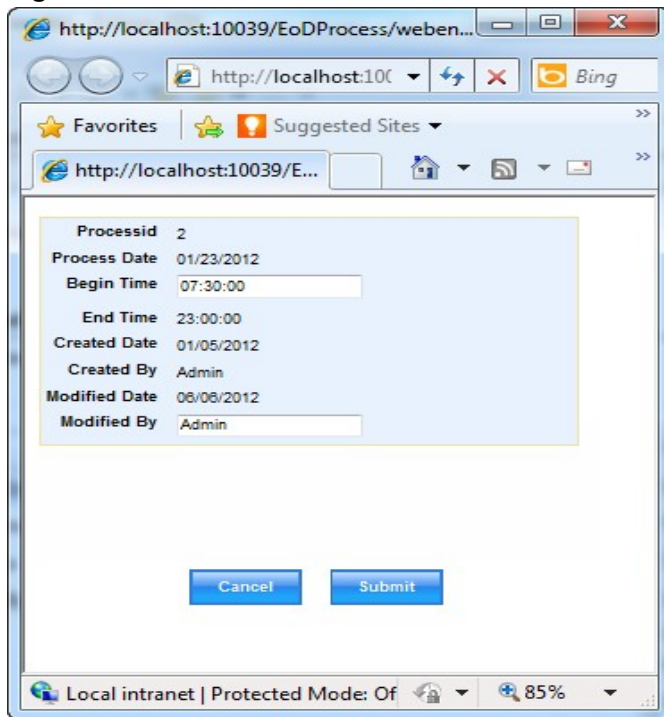 http://localhost:10039/EoDProcess/weben...
http://localhost:10( Bing
Favorites Suggested Sites
http://localhost:10039/E...
Processid 2
Process Date 01/23/2012
Begin Time 07:30:00
End Time 23:00:00
Created Date 01/05/2012
Created By Admin
Modified Date 06/06/2012
Modified By Admin
Cancel Submit
Local intranet | Protected Mode: Of 85%